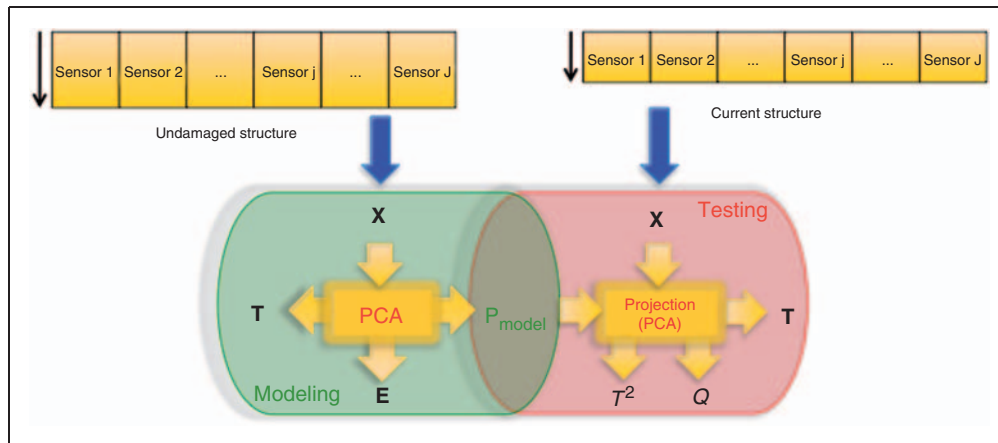 Sensor 1 Sensor 2 ... Sensor j ... Sensor J
Undamaged structure
Sensor 1 Sensor 2 ... Sensor j ... Sensor J
Current structure
X
T
PCA
E
Modeling
P_model
Testing
X
Projection
(PCA)
T
T²
Q